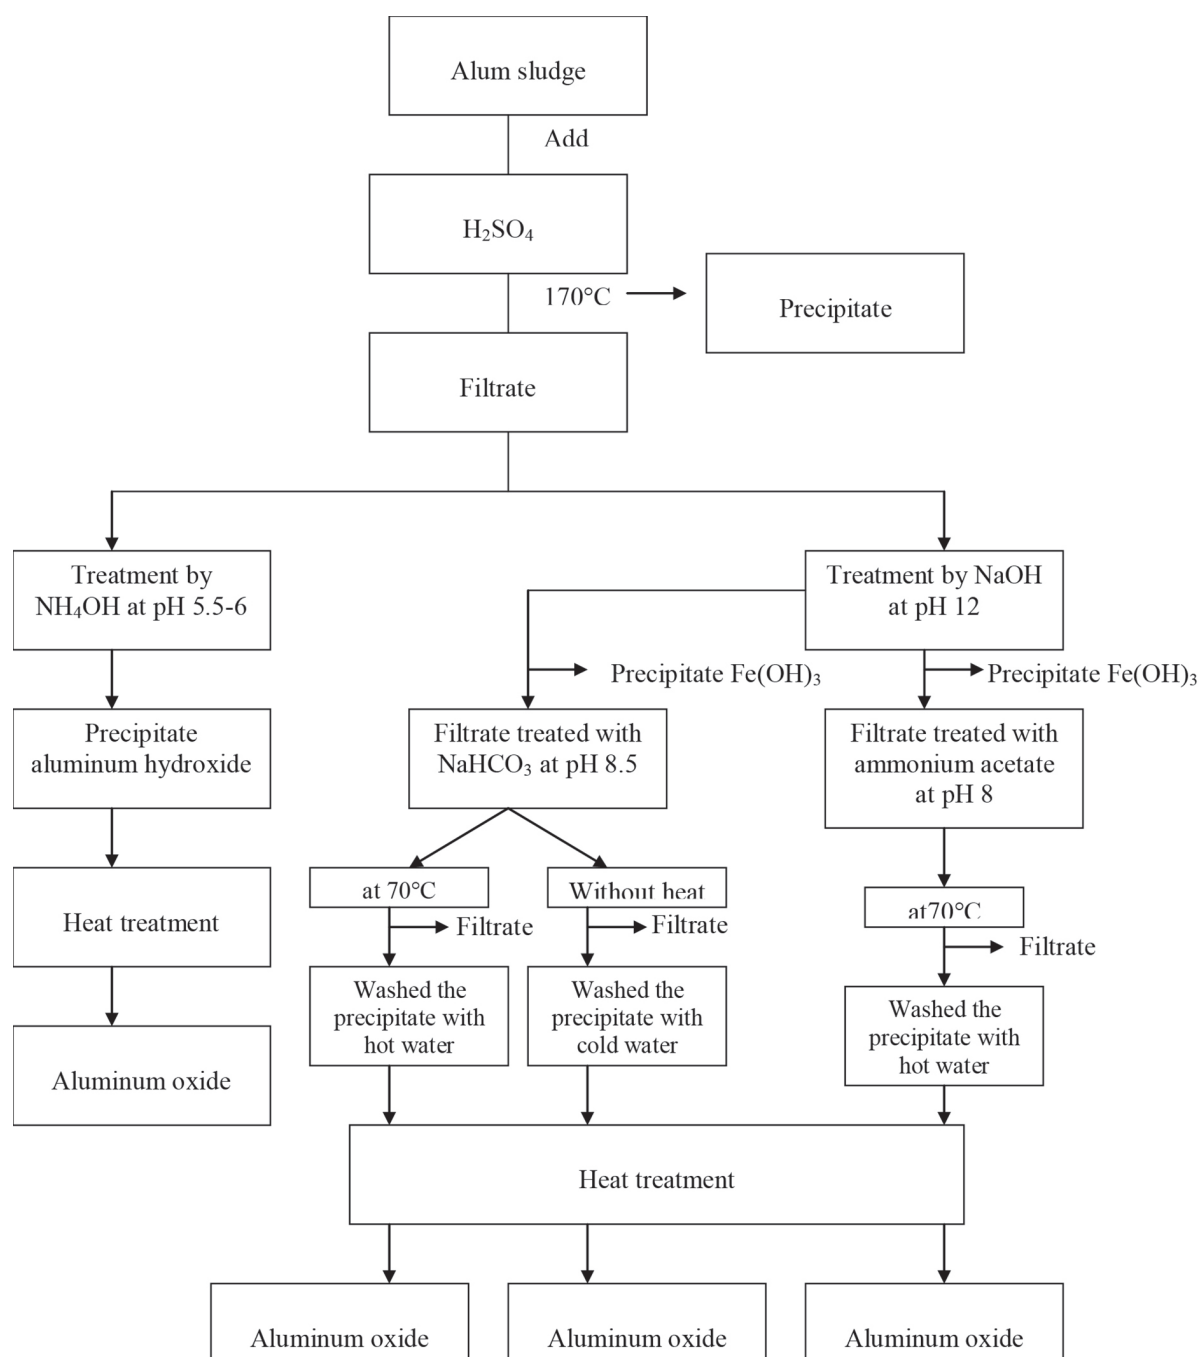 Alum sludge
Add
H₂SO₄
170°C
Precipitate
Filtrate
Treatment by
NH₄OH at pH 5.5-6
Treatment by NaOH
at pH 12
Precipitate Fe(OH)₃
Precipitate Fe(OH)₃
Precipitate
aluminum hydroxide
Filtrate treated with
NaHCO₃ at pH 8.5
Filtrate treated with
ammonium acetate
at pH 8
at 70°C
Without heat
at70°C
Filtrate
Filtrate
Filtrate
Heat treatment
Washed the
precipitate with
hot water
Washed the
precipitate with
cold water
Washed the
precipitate with
hot water
Aluminum oxide
Heat treatment
Aluminum oxide
Aluminum oxide
Aluminum oxide